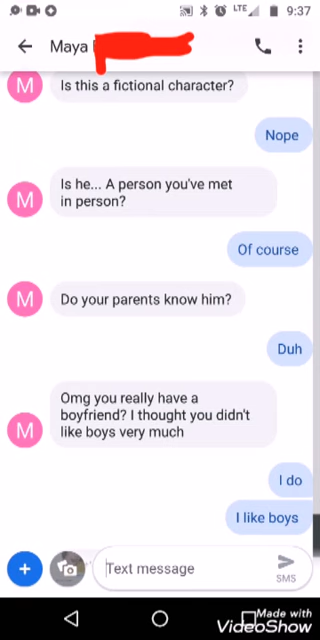 LTE 9:37
Maya
M
Is this a fictional character?
Nope
Is he... A person you've met
in person?
M
Of course
M
Do your parents know him?
Duh
Omg you really have a
boyfriend? I thought you didn't
like boys very much
M
I do
I like boys
Text message
SMS
Made with
VideoShow